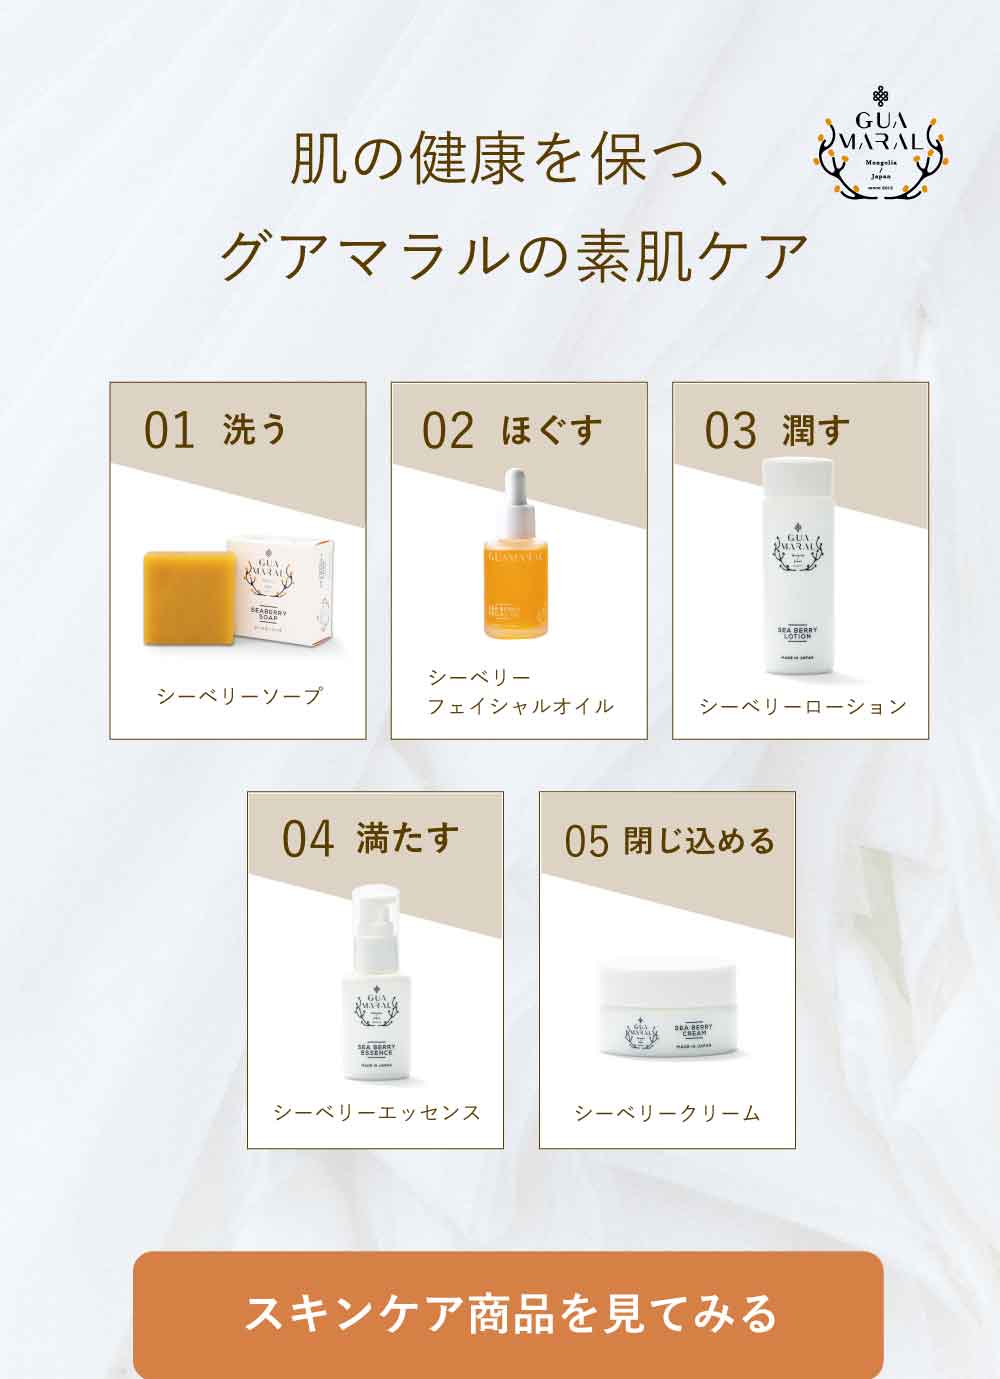 GUA
MARAL
Mongolia
/
Japan
肌の健康を保つ、
グアマラルの素肌ケア
01 洗う
GUA
MARAL
SEABERRY
SOAP
シーベリーソープ
02 ほぐす
GUAMARAL
シーベリー
フェイシャルオイル
03 潤す
GUA
MARAL
SEA BERRY
LOTION
MADE IN JAPAN
シーベリーローション
04 満たす
GUA
MARAL
SEA BERRY
ESSENCE
MADE IN JAPAN
シーベリーエッセンス
05 閉じ込める
GUA
MARAL
SEA BERRY
CREAM
MADE IN JAPAN
シーベリークリーム
スキンケア商品を見てみる